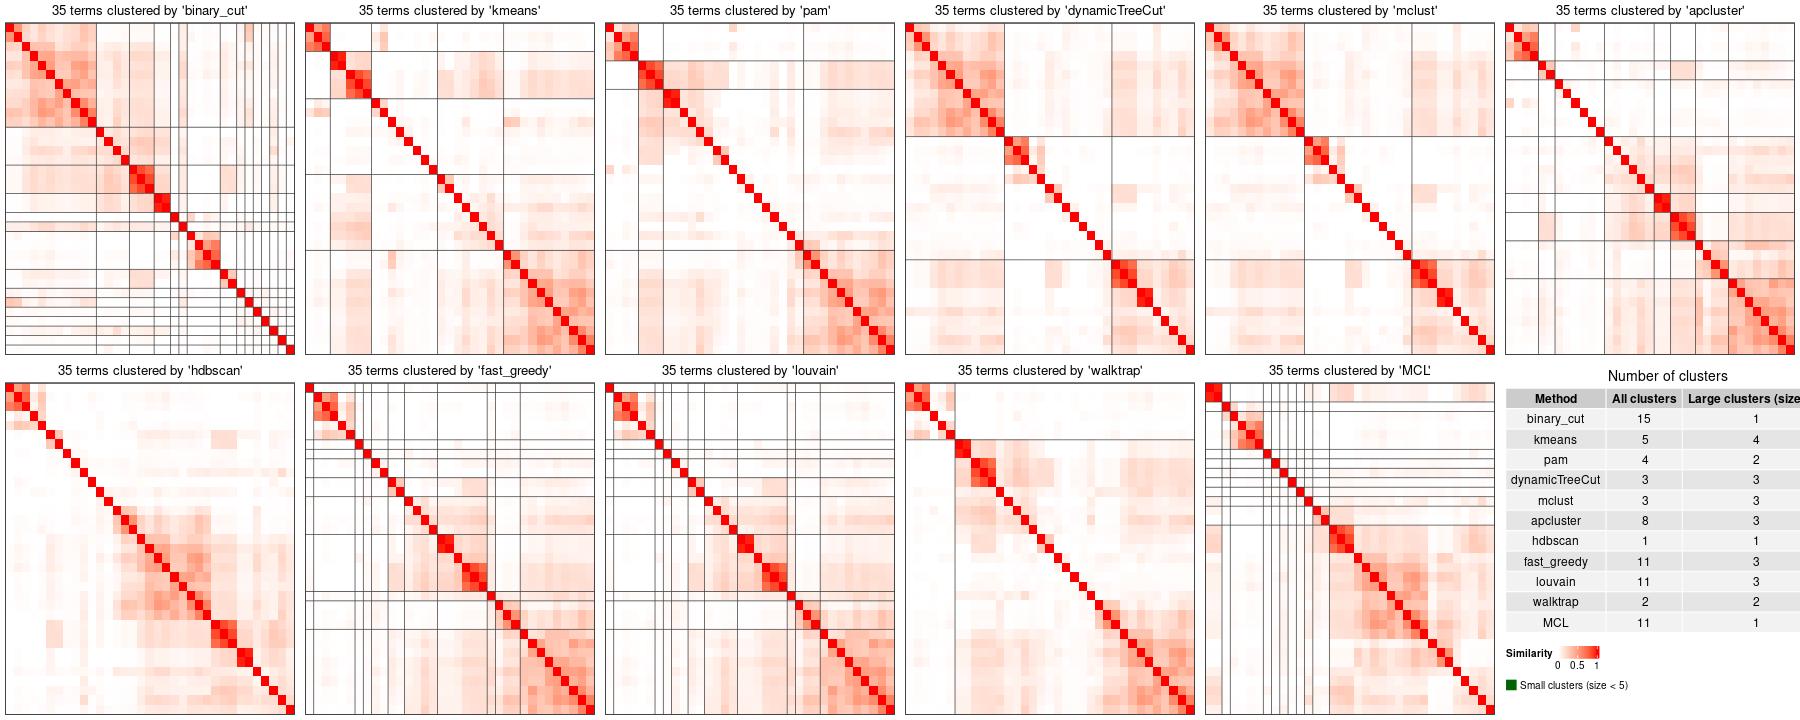 35 terms clustered by 'binary_cut'
35 terms clustered by 'kmeans'
35 terms clustered by 'pam'
35 terms clustered by 'dynamicTreeCut'
35 terms clustered by 'mclust'
35 terms clustered by 'apcluster'
35 terms clustered by 'hdbscan'
35 terms clustered by 'fast_greedy'
35 terms clustered by 'louvain'
35 terms clustered by 'walktrap'
35 terms clustered by 'MCL'
Number of clusters
Method All clusters Large clusters (size
binary_cut 15 1
kmeans 5 4
pam 4 2
dynamicTreeCut 3 3
mclust 3 3
apcluster 8 3
hdbscan 1 1
fast_greedy 11 3
louvain 11 3
walktrap 2 2
MCL 11 1
Similarity
0 0.5 1
Small clusters (size < 5)